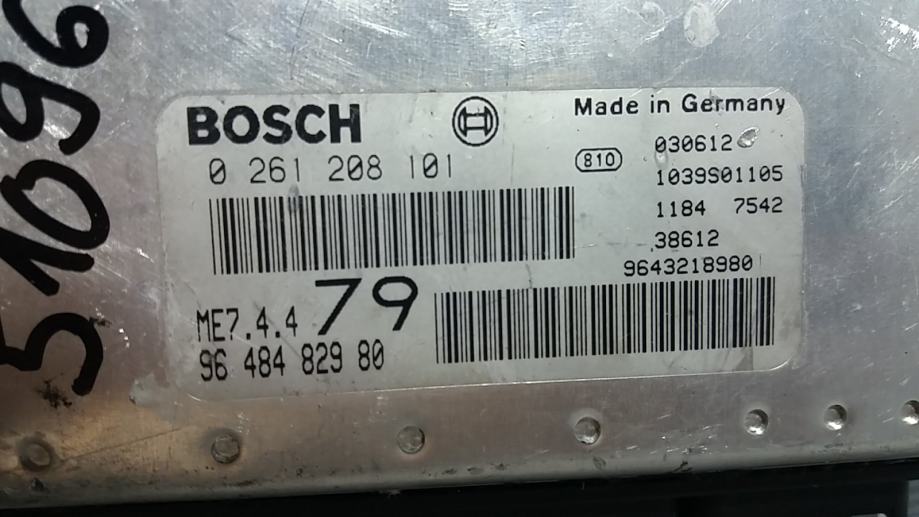 51096
BOSCH
Made in Germany
0 261 208 101
810
030612
1039S01105
1184 7542
38612
9643218980
ME7.4.4
79
96 484 829 80